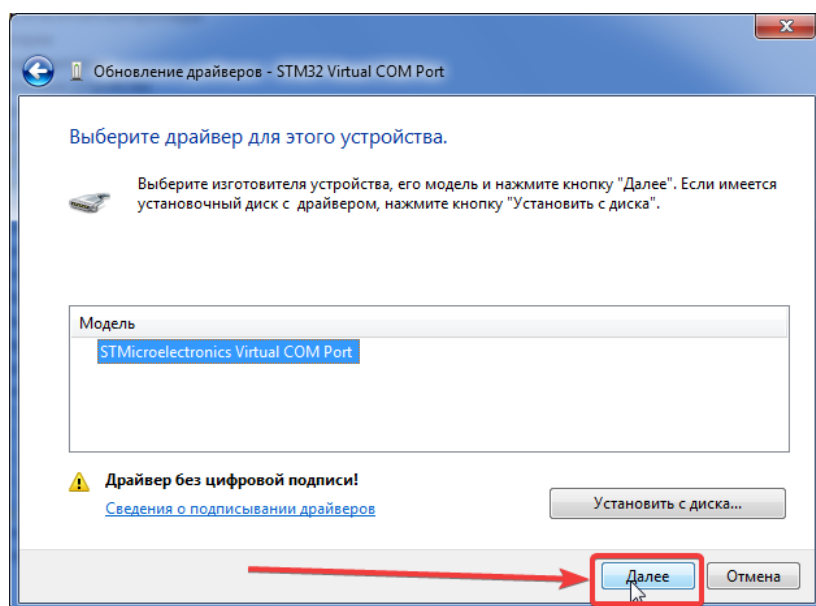 Обновление драйверов - STM32 Virtual COM Port
Выберите драйвер для этого устройства.
Выберите изготовителя устройства, его модель и нажмите кнопку "Далее". Если имеется
установочный диск с драйвером, нажмите кнопку "Установить с диска".
Модель
STMicroelectronics Virtual COM Port
Драйвер без цифровой подписи!
Сведения о подписывании драйверов
Установить с диска...
Далее
Отмена